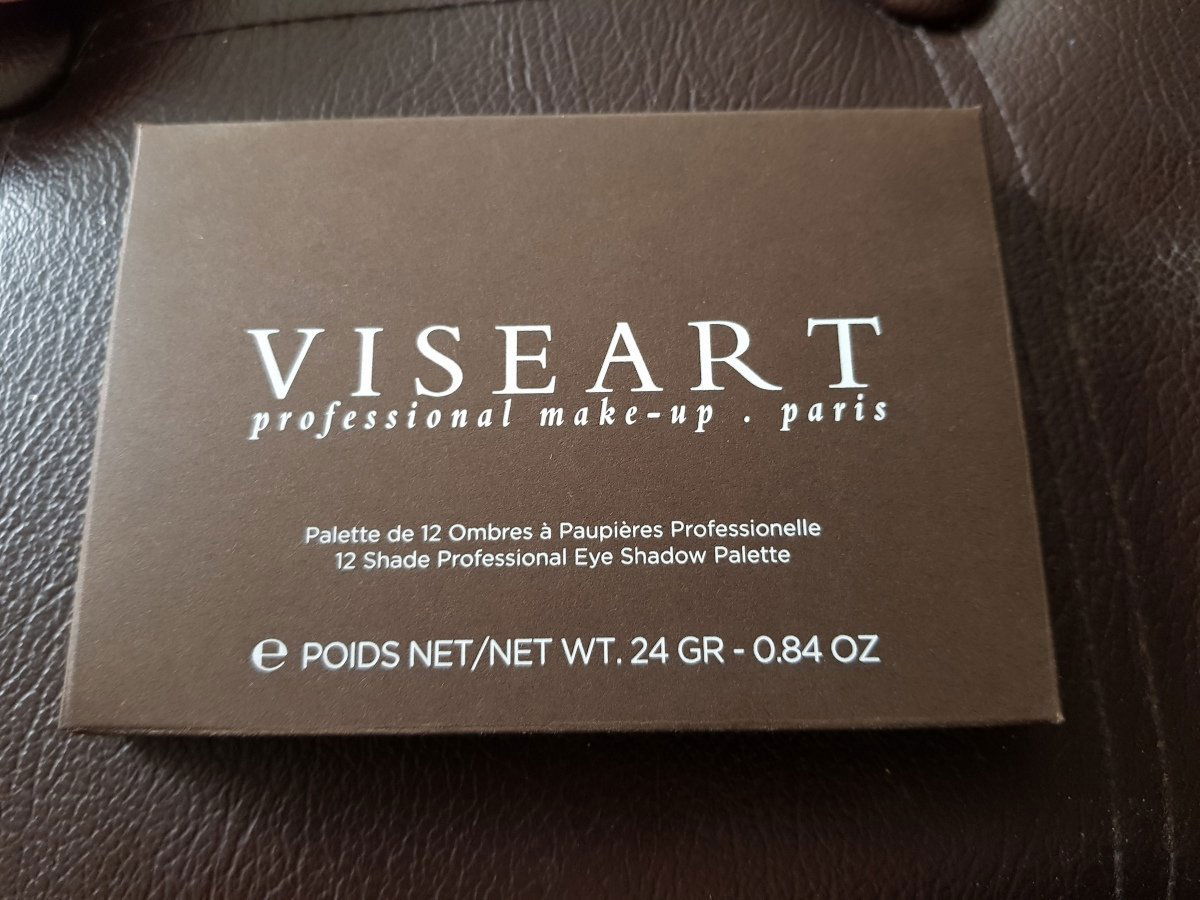 VISEART
professional make-up . paris
Palette de 12 Ombres à Paupières Professionelle
12 Shade Professional Eye Shadow Palette
℮ POIDS NET/NET WT. 24 GR - 0.84 OZ